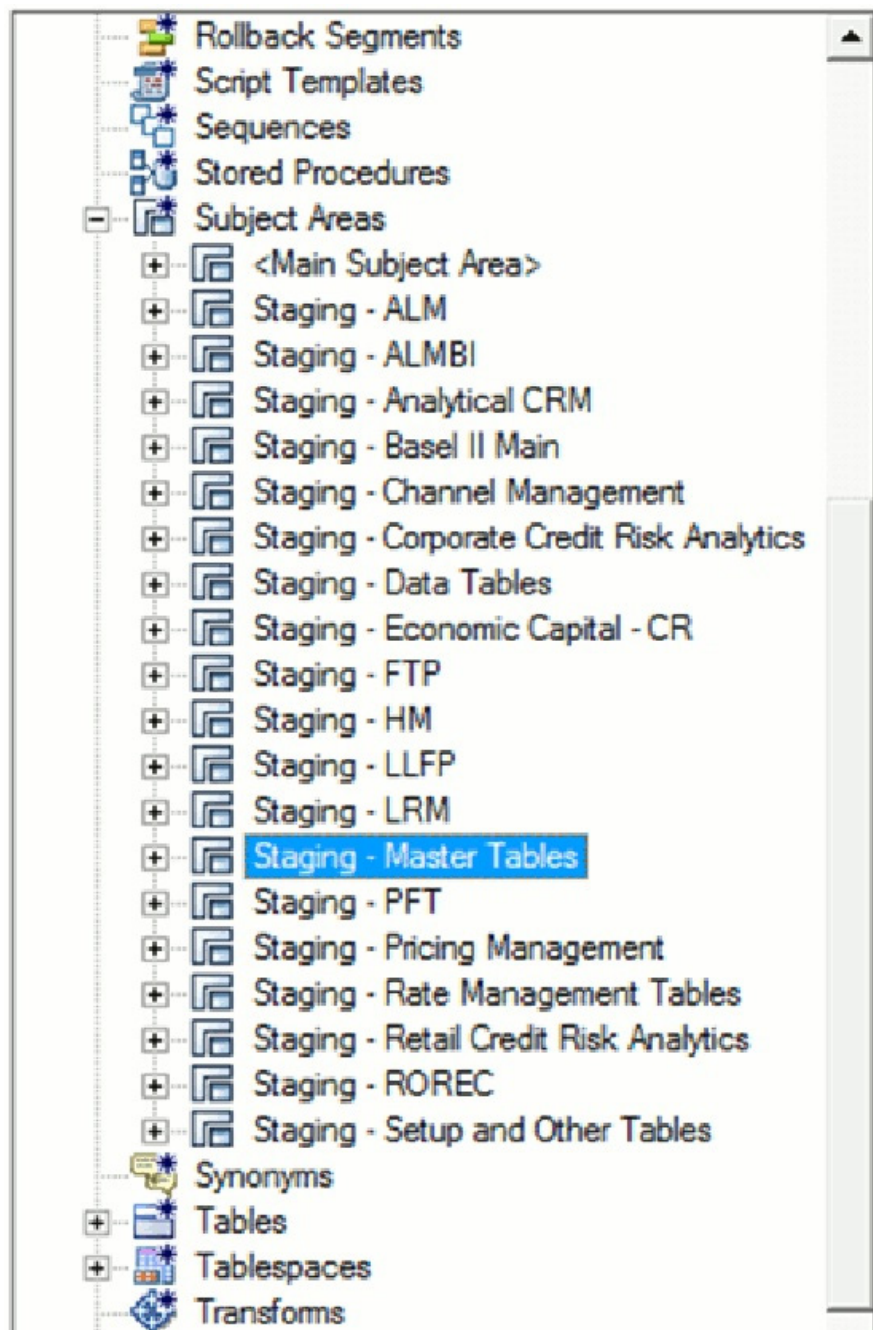 Rollback Segments
Script Templates
Sequences
Stored Procedures
Subject Areas
<Main Subject Area>
Staging - ALM
Staging - ALMBI
Staging - Analytical CRM
Staging - Basel II Main
Staging - Channel Management
Staging - Corporate Credit Risk Analytics
Staging - Data Tables
Staging - Economic Capital - CR
Staging - FTP
Staging - HM
Staging - LLFP
Staging - LRM
Staging - Master Tables
Staging - PFT
Staging - Pricing Management
Staging - Rate Management Tables
Staging - Retail Credit Risk Analytics
Staging - ROREC
Staging - Setup and Other Tables
Synonyms
Tables
Tablespaces
Transforms